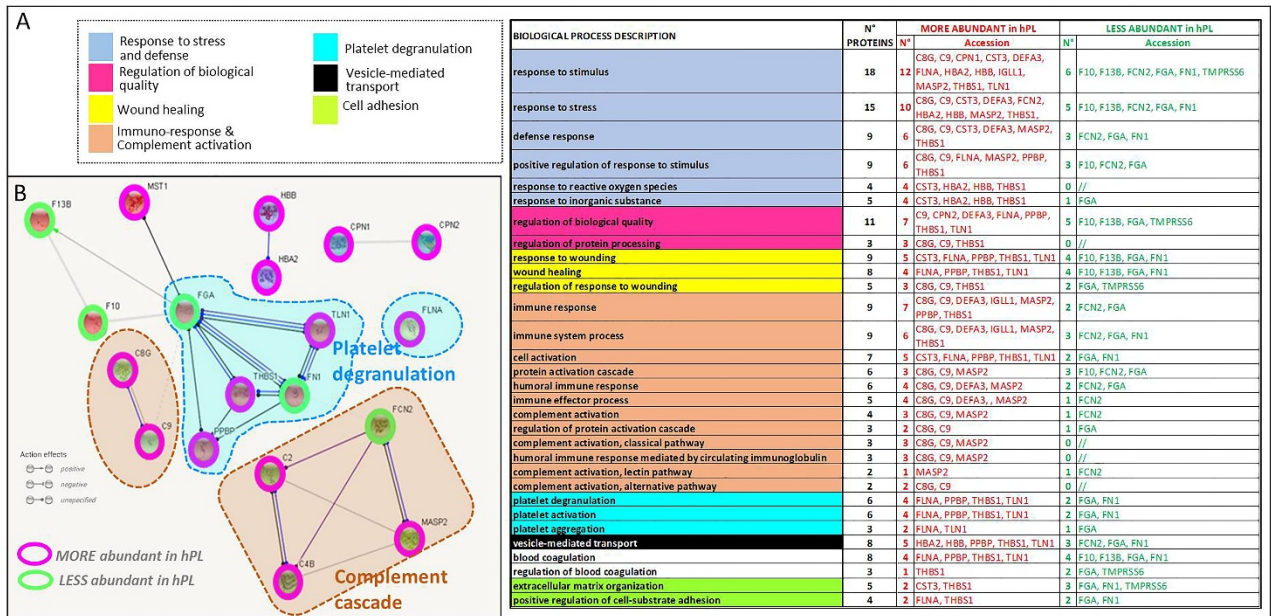 A
Response to stress
and defense
Regulation of biological
quality
Wound healing
Immuno-response &
Complement activation
Platelet degranulation
Vesicle-mediated
transport
Cell adhesion
B
MST1
F13B
HBB
CPN1
CPN2
HBA2
F10
FGA
TLN1
FLNA
Platelet
degranulation
C8G
THBS1
FN1
C9
PPBP
FCN2
C2
MASP2
C4B
Action effects
positive
negative
unspecified
MORE abundant in hPL
LESS abundant in hPL
Complement
cascade
BIOLOGICAL PROCESS DESCRIPTION N° PROTEINS MORE ABUNDANT in hPL LESS ABUNDANT in hPL
N° Accession N° Accession
response to stimulus 18 12 C8G, C9, CPN1, CST3, DEFA3, 6 F10, F13B, FCN2, FGA, FN1, TMPRSS6
FLNA, HBA2, HBB, IGLL1,
MASP2, THBS1, TLN1
response to stress 15 10 C8G, C9, CST3, DEFA3, FCN2, 5 F10, F13B, FCN2, FGA, FN1
HBA2, HBB, MASP2, THBS1,
defense response 9 6 C8G, C9, CST3, DEFA3, MASP2, 3 FCN2, FGA, FN1
THBS1
positive regulation of response to stimulus 9 6 C8G, C9, FLNA, MASP2, PPBP, 3 F10, FCN2, FGA
THBS1
response to reactive oxygen species 4 4 CST3, HBA2, HBB, THBS1 0 //
response to inorganic substance 5 4 CST3, HBA2, HBB, THBS1 1 FGA
regulation of biological quality 11 7 C9, CPN2, DEFA3, FLNA, PPBP, 5 F10, F13B, FGA, TMPRSS6
THBS1, TLN1
regulation of protein processing 3 3 C8G, C9, THBS1 0 //
response to wounding 9 5 CST3, FLNA, PPBP, THBS1, TLN1 4 F10, F13B, FGA, FN1
wound healing 8 4 FLNA, PPBP, THBS1, TLN1 4 F10, F13B, FGA, FN1
regulation of response to wounding 5 3 C8G, C9, THBS1 2 FGA, TMPRSS6
immune response 9 7 C8G, C9, DEFA3, IGLL1, MASP2, 2 FCN2, FGA
PPBP, THBS1
immune system process 9 6 C8G, C9, DEFA3, IGLL1, MASP2, 3 FCN2, FGA, FN1
THBS1
cell activation 7 5 CST3, FLNA, PPBP, THBS1, TLN1 2 FGA, FN1
protein activation cascade 6 3 C8G, C9, MASP2 3 F10, FCN2, FGA
humoral immune response 6 4 C8G, C9, DEFA3, MASP2 2 FCN2, FGA
immune effector process 5 4 C8G, C9, DEFA3, , MASP2 1 FCN2
complement activation 4 3 C8G, C9, MASP2 1 FCN2
regulation of protein activation cascade 3 2 C8G, C9 1 FGA
complement activation, classical pathway 3 3 C8G, C9, MASP2 0 //
humoral immune response mediated by circulating immunoglobulin 3 3 C8G, C9, MASP2 0 //
complement activation, lectin pathway 2 1 MASP2 1 FCN2
complement activation, alternative pathway 2 2 C8G, C9 0 //
platelet degranulation 6 4 FLNA, PPBP, THBS1, TLN1 2 FGA, FN1
platelet activation 6 4 FLNA, PPBP, THBS1, TLN1 2 FGA, FN1
platelet aggregation 3 2 FLNA, TLN1 1 FGA
vesicle-mediated transport 8 5 HBA2, HBB, PPBP, THBS1, TLN1 3 FCN2, FGA, FN1
blood coagulation 8 4 FLNA, PPBP, THBS1, TLN1 4 F10, F13B, FGA, FN1
regulation of blood coagulation 3 1 THBS1 2 FGA, TMPRSS6
extracellular matrix organization 5 2 CST3, THBS1 3 FGA, FN1, TMPRSS6
positive regulation of cell-substrate adhesion 4 2 FLNA, THBS1 2 FGA, FN1